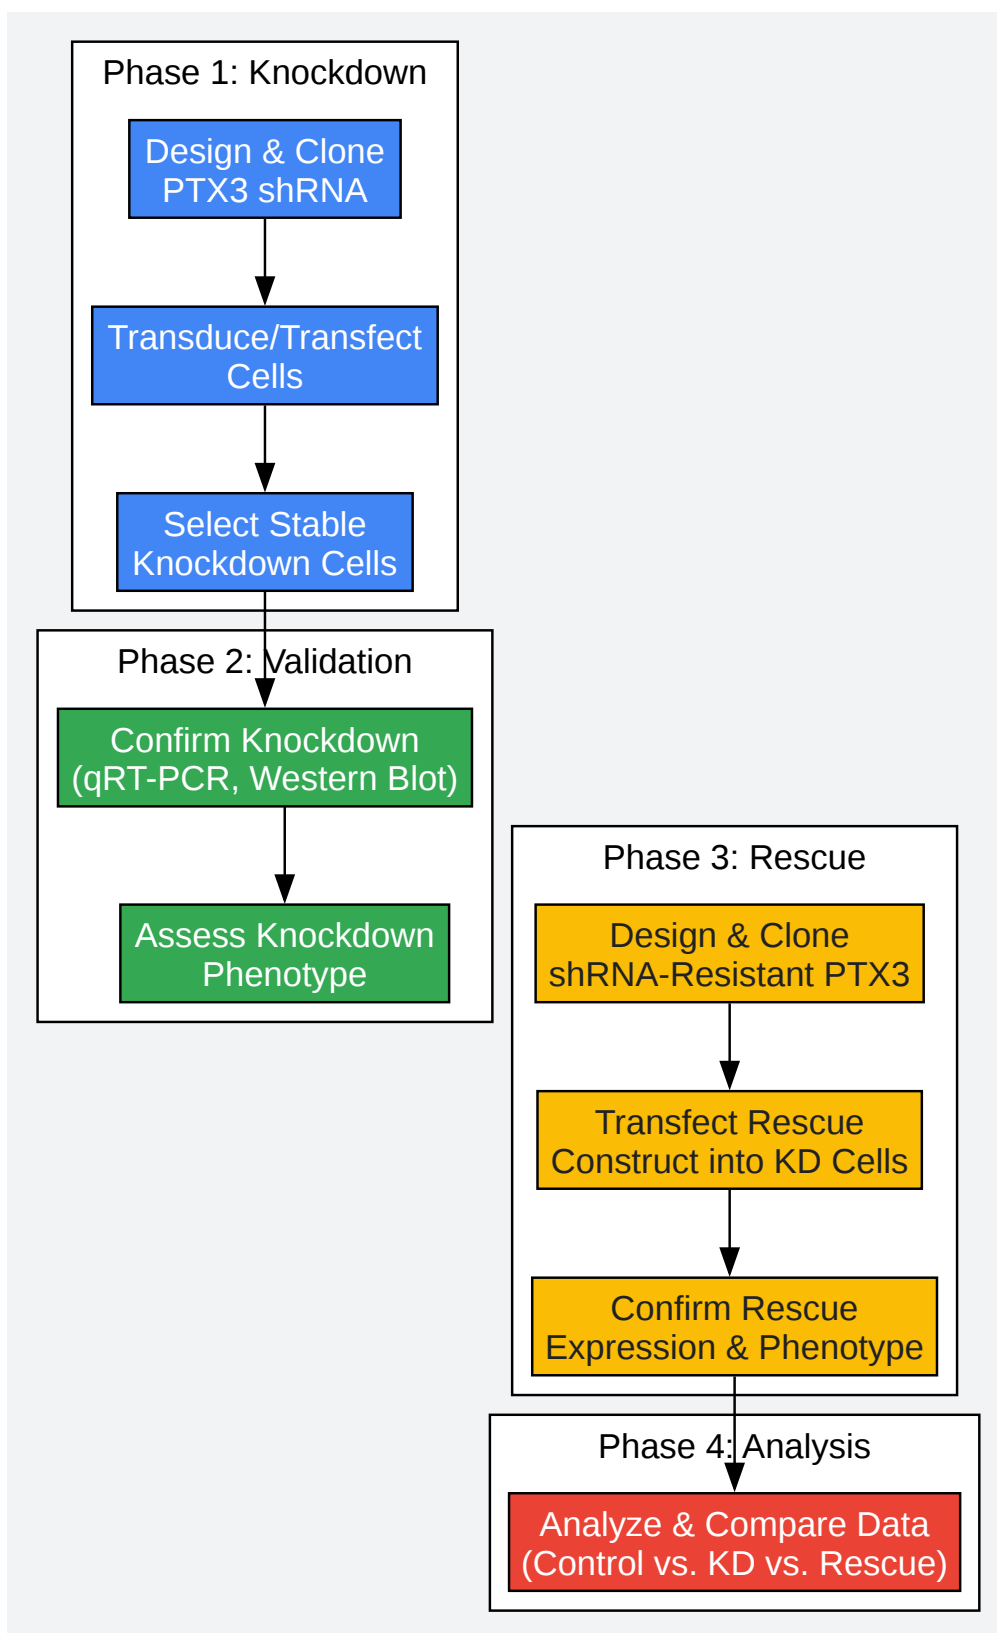 Phase 1: Knockdown
Design & Clone
PTX3 shRNA
Transduce/Transfect
Cells
Select Stable
Knockdown Cells
Phase 2: Validation
Confirm Knockdown
(qRT-PCR, Western Blot)
Assess Knockdown
Phenotype
Phase 3: Rescue
Design & Clone
shRNA-Resistant PTX3
Transfect Rescue
Construct into KD Cells
Confirm Rescue
Expression & Phenotype
Phase 4: Analysis
Analyze & Compare Data
(Control vs. KD vs. Rescue)